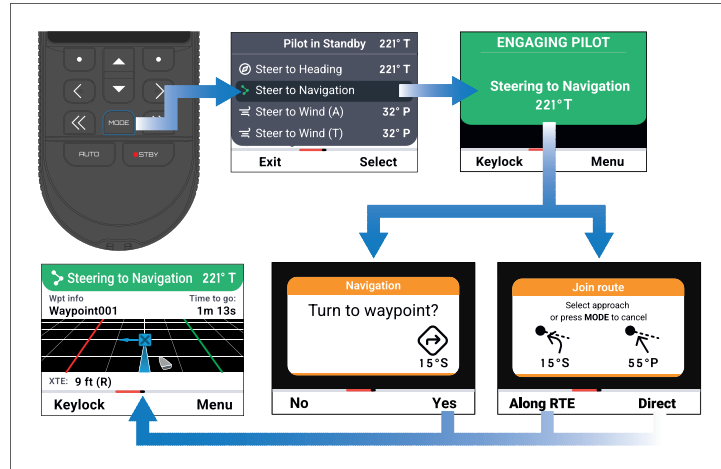 MODE
AUTO
STBY
Pilot in Standby 221° T
Steer to Heading 221° T
Steer to Navigation
Steer to Wind (A) 32° P
Steer to Wind (T) 32° P
Exit Select
ENGAGING PILOT
Steering to Navigation
221° T
Keylock Menu
Steering to Navigation 221° T
Wpt info Time to go:
Waypoint001 1m 13s
XTE: 9 ft (R)
Keylock Menu
Navigation
Turn to waypoint?
15°S
No Yes
Join route
Select approach
or press MODE to cancel
15°S 55°P
Along RTE Direct